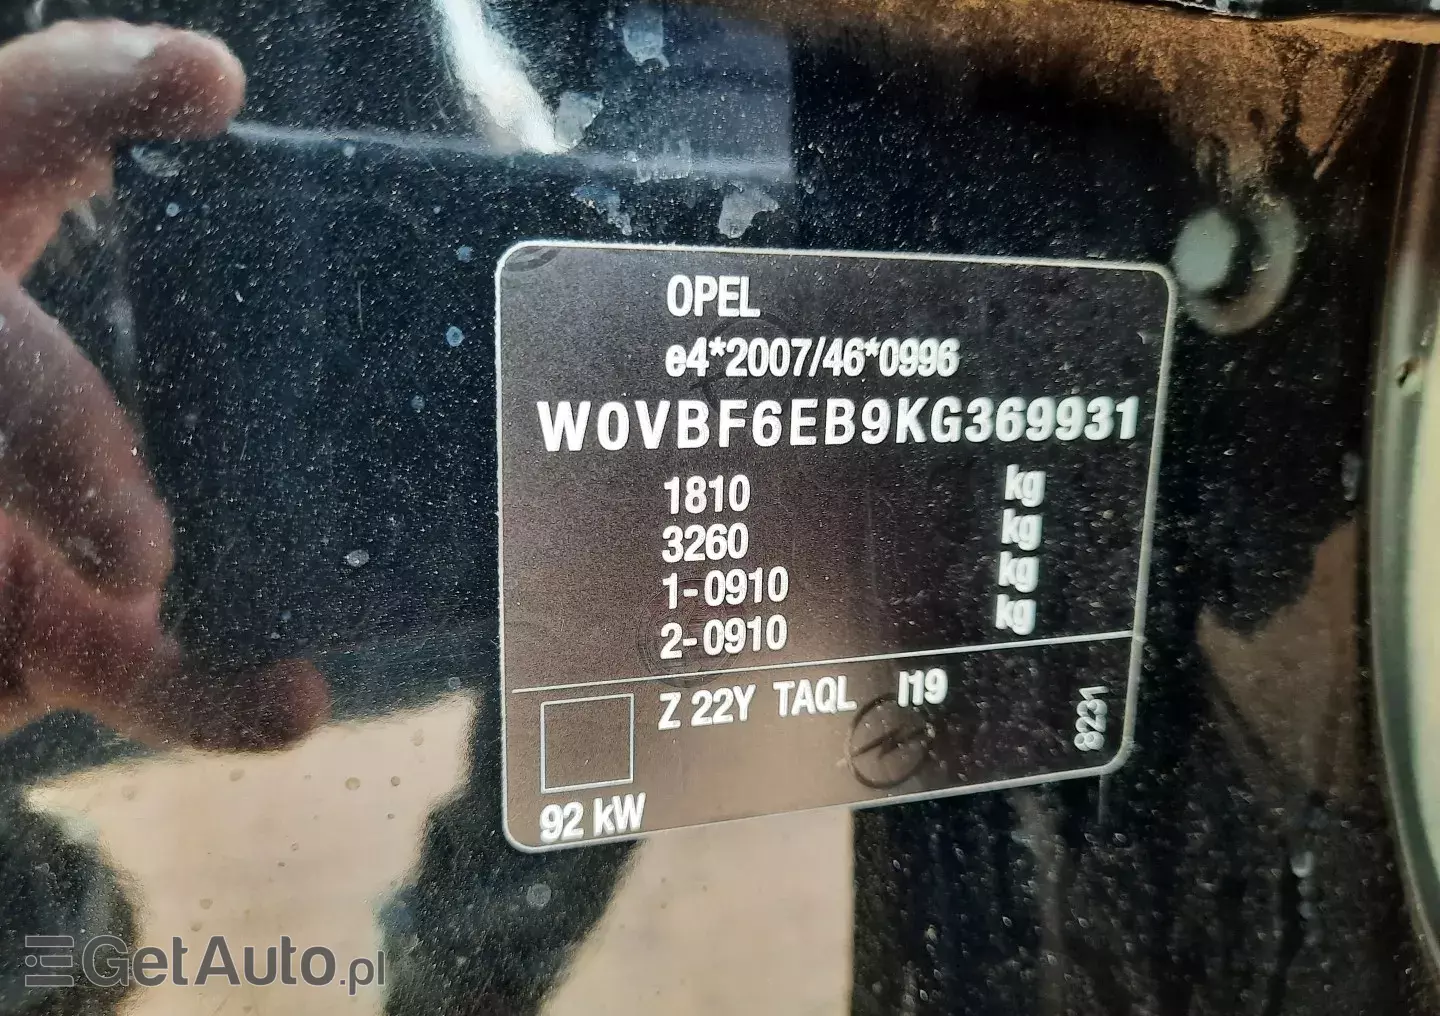 OPEL
e4*2007/46*0996
W0VBF6EB9KG369931
1810 kg
3260 kg
1-0910 kg
2-0910 kg
Z 22Y TAQL I19
8231
92 kW
GetAuto.pl